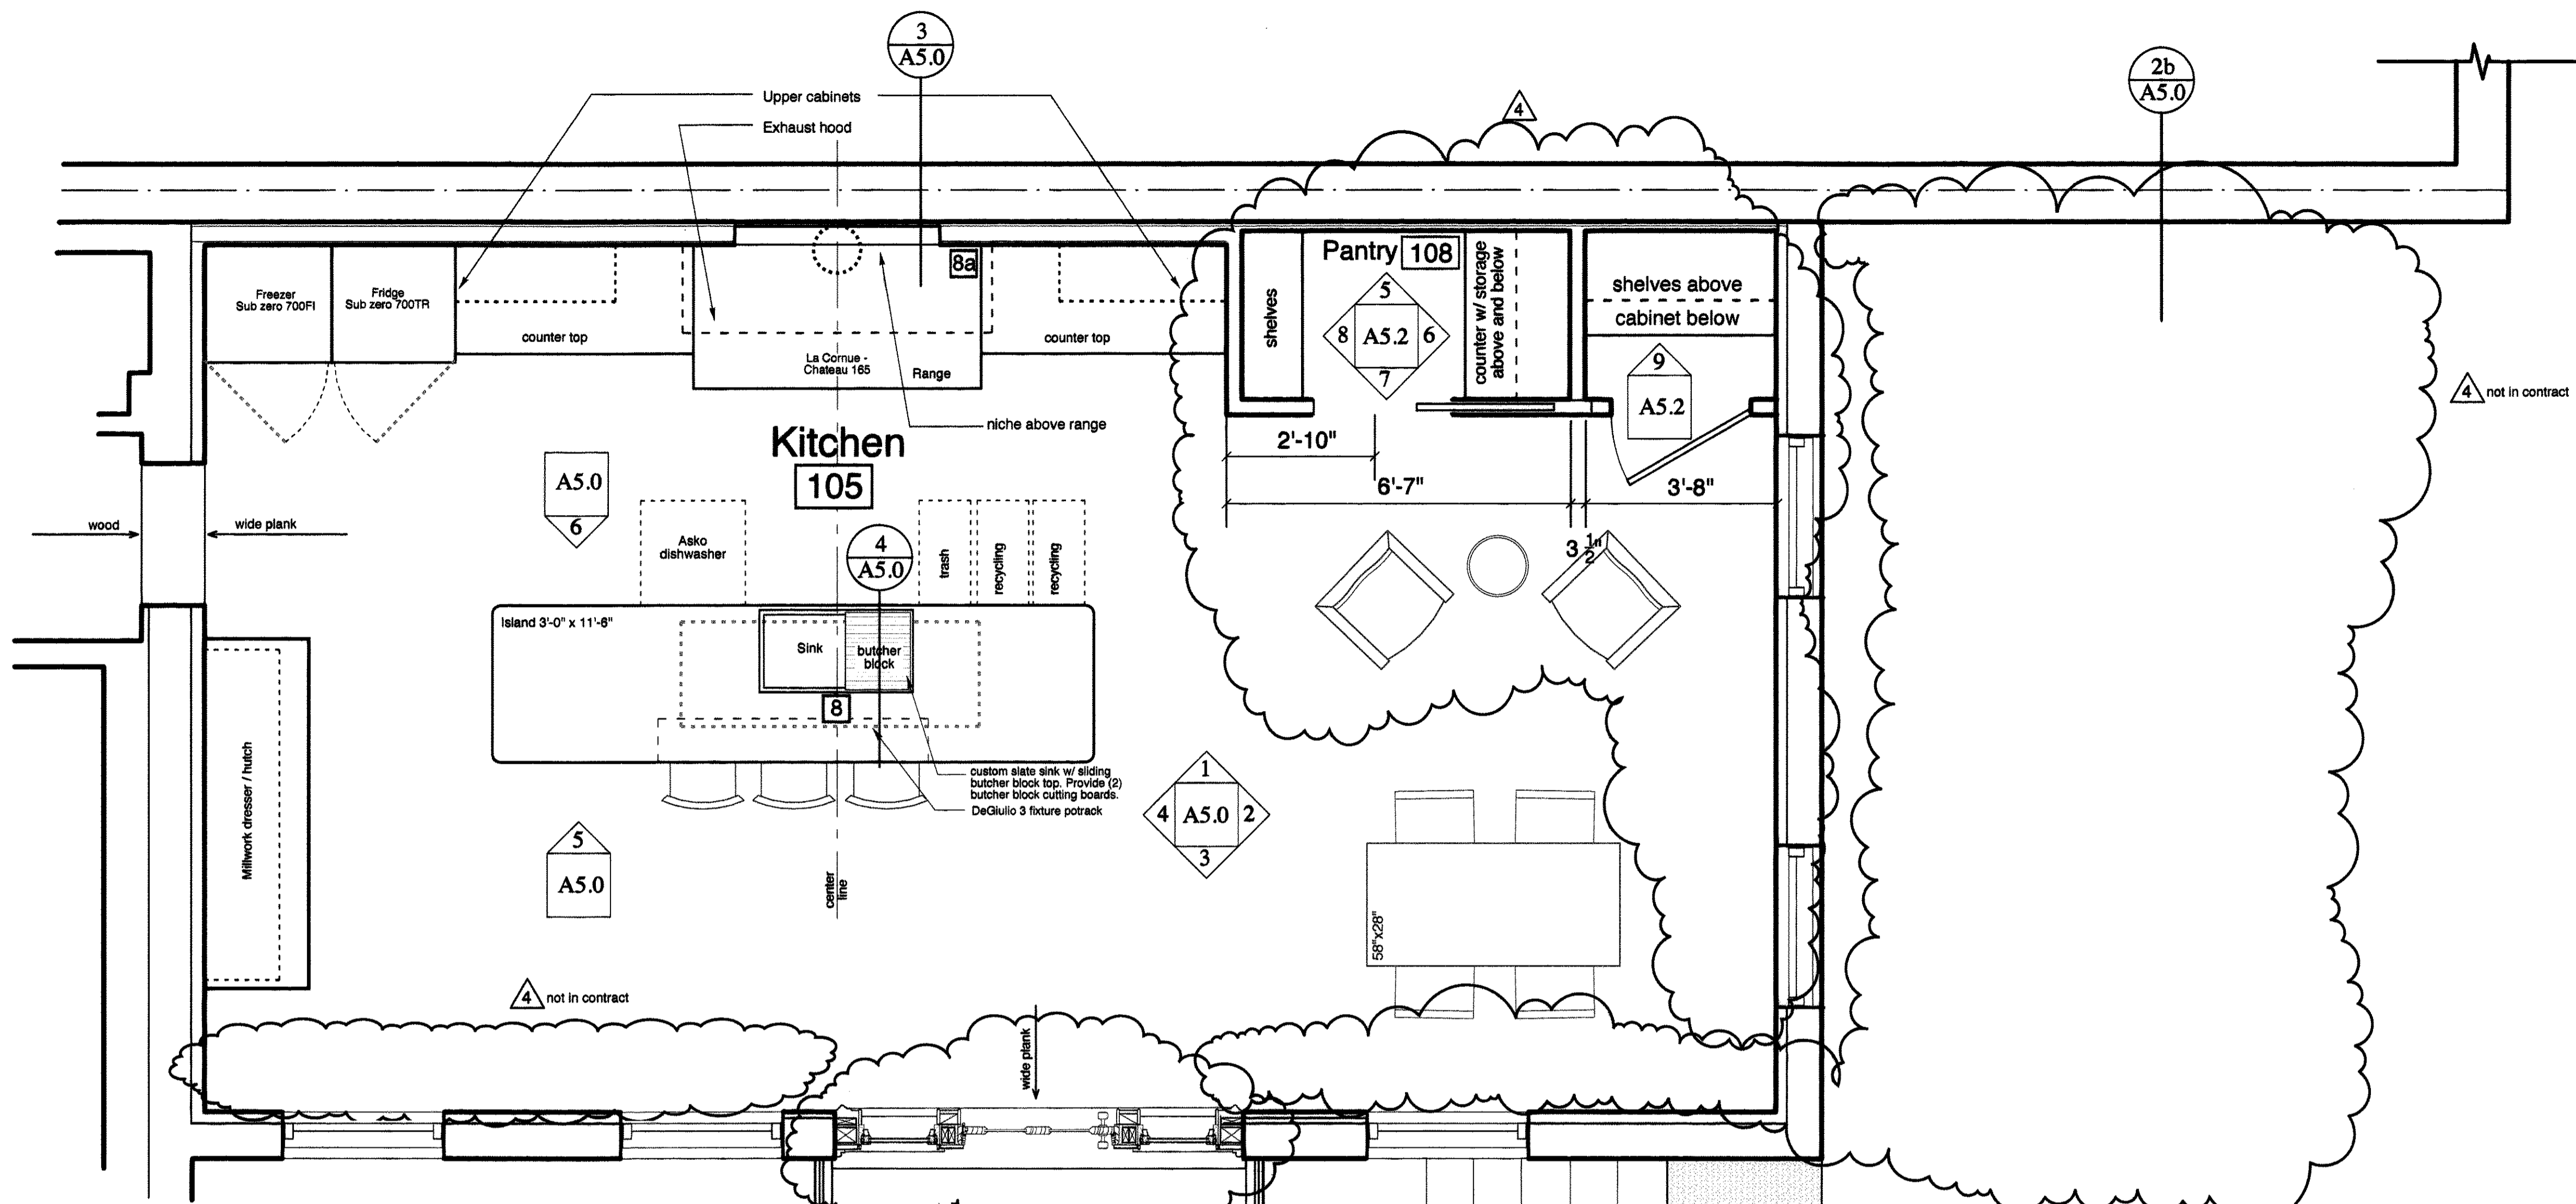 3
A5.0
2b
A5.0
Upper cabinets
Exhaust hood
4
8a
Pantry 108
Freezer
Sub zero 700FI
Fridge
Sub zero 700TR
counter top
La Cornue -
Chateau 165
Range
counter top
shelves
5
8 A5.2 6
7
counter w/ storage
above and below
shelves above
cabinet below
9
A5.2
4 not in contract
niche above range
Kitchen
105
2'-10"
6'-7"
3'-8"
3 1/2"
A5.0
6
wood
wide plank
Asko
dishwasher
4
A5.0
trash
recycling
recycling
Island 3'-0" x 11'-6"
Sink
butcher
block
8
Millwork dresser / hutch
custom slate sink w/ sliding
butcher block top. Provide (2)
butcher block cutting boards.
DeGiulio 3 fixture potrack
1
4 A5.0 2
3
5
A5.0
center
line
58"x28"
4 not in contract
wide plank